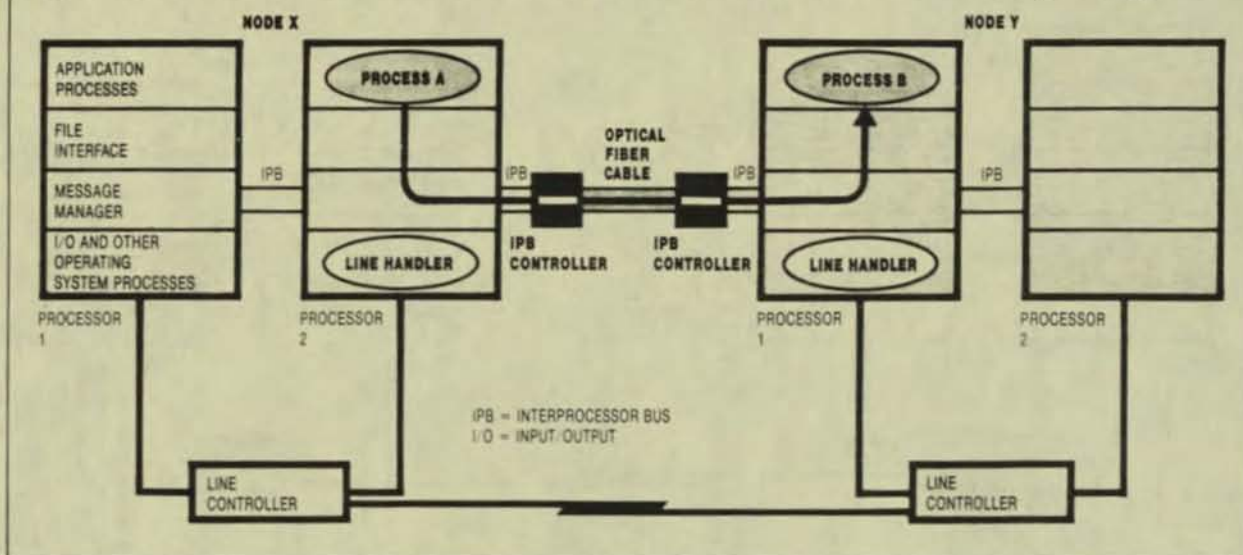 NODE X
NODE Y
APPLICATION
PROCESSES
FILE
INTERFACE
MESSAGE
MANAGER
I/O AND OTHER
OPERATING
SYSTEM PROCESSES
PROCESSOR
1
IPB
PROCESS A
LINE HANDLER
PROCESSOR
2
IPB
IPB
CONTROLLER
OPTICAL
FIBER
CABLE
IPB
CONTROLLER
IPB
PROCESS B
LINE HANDLER
PROCESSOR
1
IPB
PROCESSOR
2
IPB = INTERPROCESSOR BUS
I/O = INPUT/OUTPUT
LINE
CONTROLLER
LINE
CONTROLLER